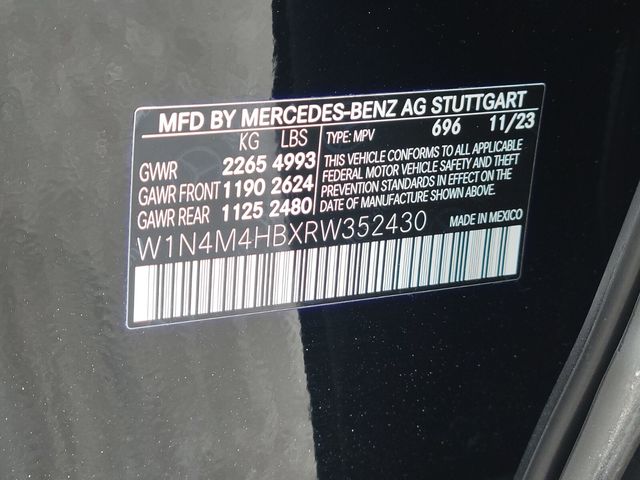 MFD BY MERCEDES-BENZ AG STUTTGART
KG LBS
TYPE: MPV 696 11/23
GVWR 2265 4993
GAWR FRONT 1190 2624
GAWR REAR 1125 2480
THIS VEHICLE CONFORMS TO ALL APPLICABLE
FEDERAL MOTOR VEHICLE SAFETY AND THEFT
PREVENTION STANDARDS IN EFFECT ON THE
DATE OF MANUFACTURE SHOWN ABOVE.
W1N4M4HBXRW352430
MADE IN MEXICO